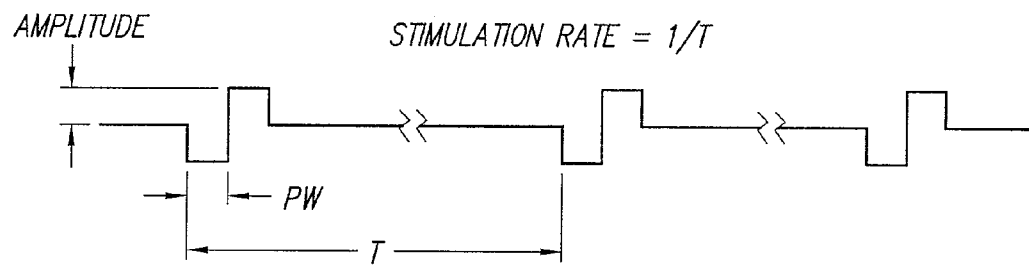 AMPLITUDE
STIMULATION RATE = 1/T
PW
T